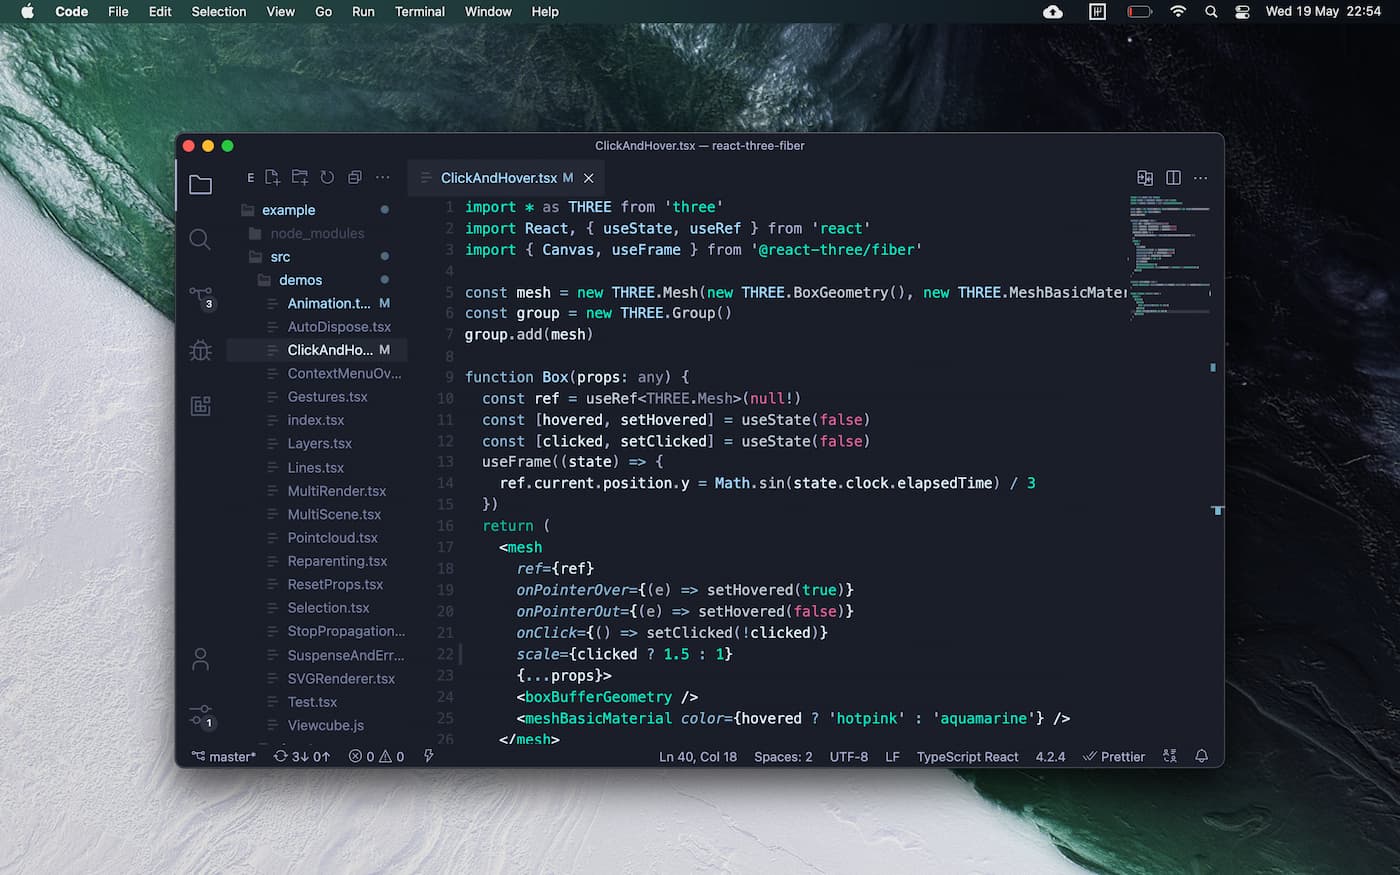 Code File Edit Selection View Go Run Terminal Window Help Wed 19 May 22:54
ClickAndHover.tsx — react-three-fiber
E
ClickAndHover.tsx M
example
node_modules
src
demos
Animation.t... M
AutoDispose.tsx
ClickAndHo... M
ContextMenuOv...
Gestures.tsx
index.tsx
Layers.tsx
Lines.tsx
MultiRender.tsx
MultiScene.tsx
Pointcloud.tsx
Reparenting.tsx
ResetProps.tsx
Selection.tsx
StopPropagation...
SuspenseAndErr...
SVGRenderer.tsx
Test.tsx
Viewcube.js
3
1
1 import * as THREE from 'three'
2 import React, { useState, useRef } from 'react'
3 import { Canvas, useFrame } from '@react-three/fiber'
4
5 const mesh = new THREE.Mesh(new THREE.BoxGeometry(), new THREE.MeshBasicMater
6 const group = new THREE.Group()
7 group.add(mesh)
8
9 function Box(props: any) {
10 const ref = useRef<THREE.Mesh>(null!)
11 const [hovered, setHovered] = useState(false)
12 const [clicked, setClicked] = useState(false)
13 useFrame((state) => {
14 ref.current.position.y = Math.sin(state.clock.elapsedTime) / 3
15 })
16 return (
17 <mesh
18 ref={ref}
19 onPointerOver={(e) => setHovered(true)}
20 onPointerOut={(e) => setHovered(false)}
21 onClick={() => setClicked(!clicked)}
22 scale={clicked ? 1.5 : 1}
23 {...props}>
24 <boxBufferGeometry />
25 <meshBasicMaterial color={hovered ? 'hotpink' : 'aquamarine'} />
26 </mesh>
master* 3↓ 0↑ 0 0 Ln 40, Col 18 Spaces: 2 UTF-8 LF TypeScript React 4.2.4 Prettier